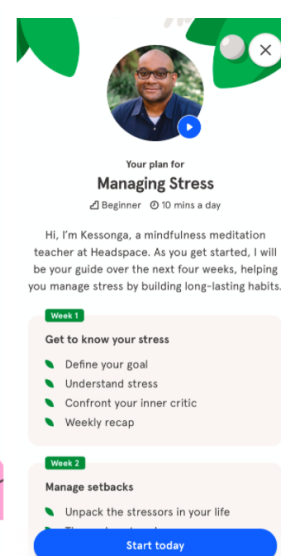 Your plan for
Managing Stress
Beginner 10 mins a day
Hi, I'm Kessonga, a mindfulness meditation
teacher at Headspace. As you get started, I will
be your guide over the next four weeks, helping
you manage stress by building long-lasting habits.
Week 1
Get to know your stress
Define your goal
Understand stress
Confront your inner critic
Weekly recap
Week 2
Manage setbacks
Unpack the stressors in your life
Start today